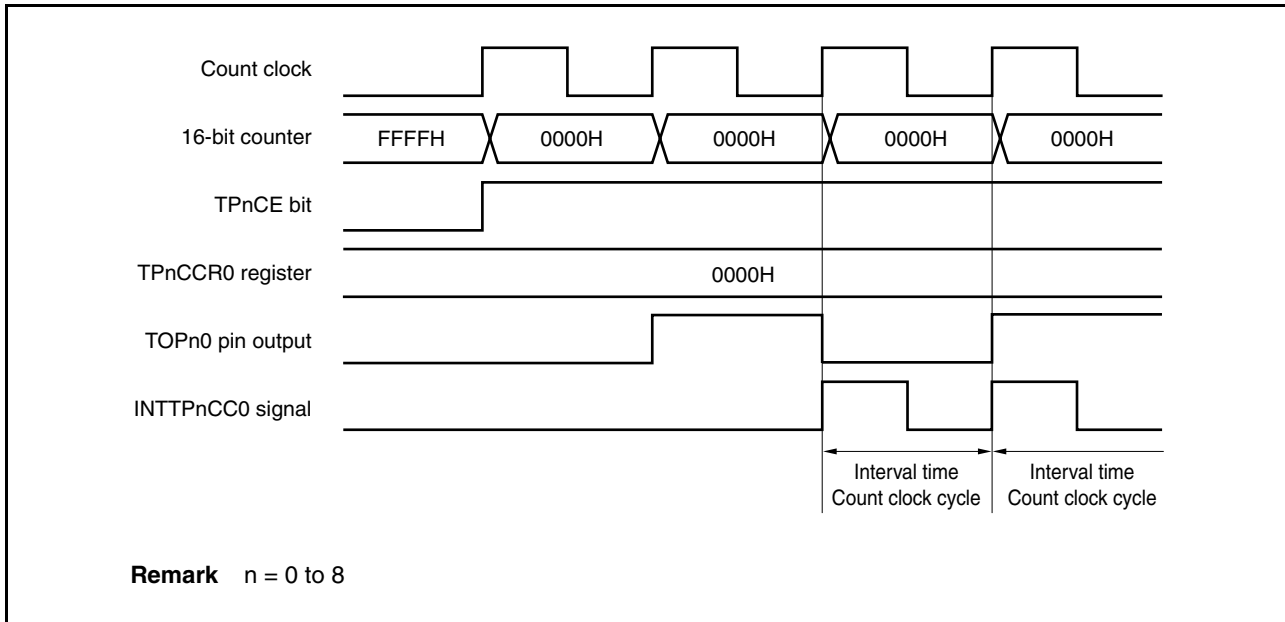 Count clock
16-bit counter FFFFH 0000H 0000H 0000H 0000H
TPnCE bit
TPnCCR0 register 0000H
TOPn0 pin output
INTTPnCC0 signal
Interval time Interval time
Count clock cycle Count clock cycle
Remark n = 0 to 8